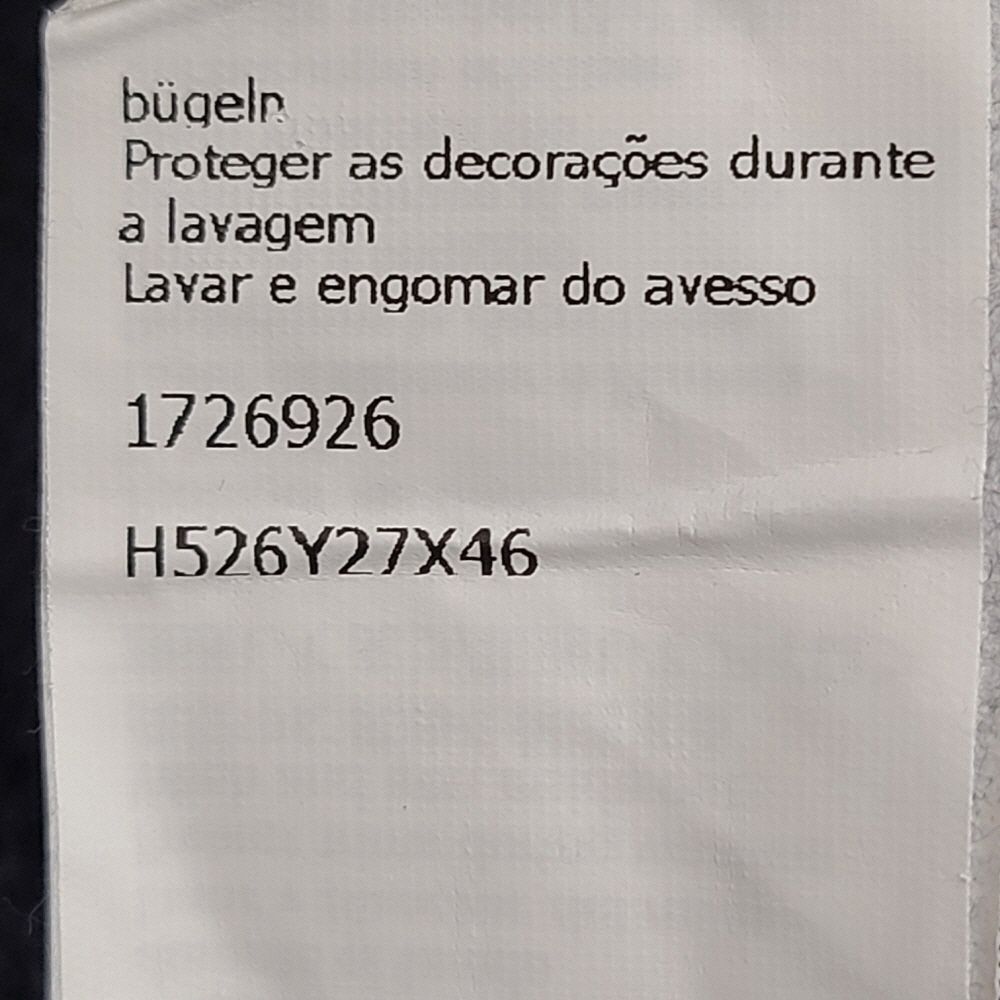 bügeln
Proteger as decorações durante
a lavagem
Lavar e engomar do avesso
1726926
H526Y27X46